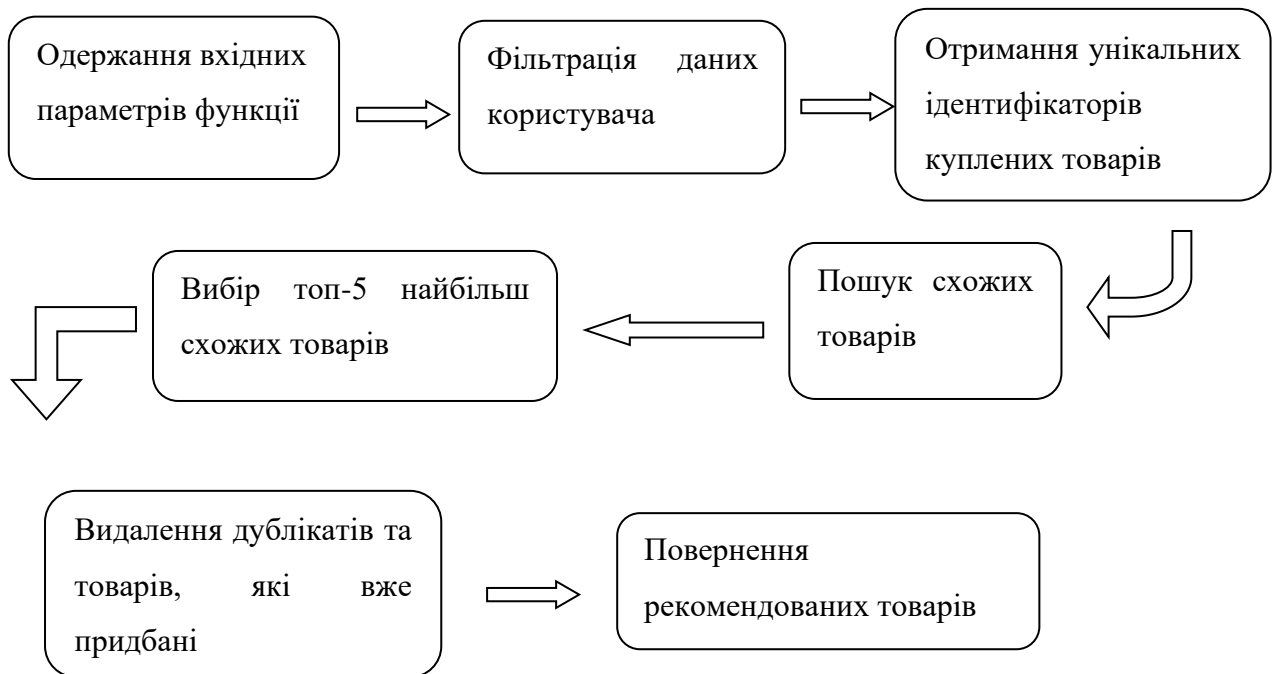 Одержання вхідних
параметрів функції
Фільтрація даних
користувача
Отримання унікальних
ідентифікаторів
куплених товарів
Пошук схожих
товарів
Вибір топ-5 найбільш
схожих товарів
Видалення дублікатів та
товарів, які вже
придбані
Повернення
рекомендованих товарів